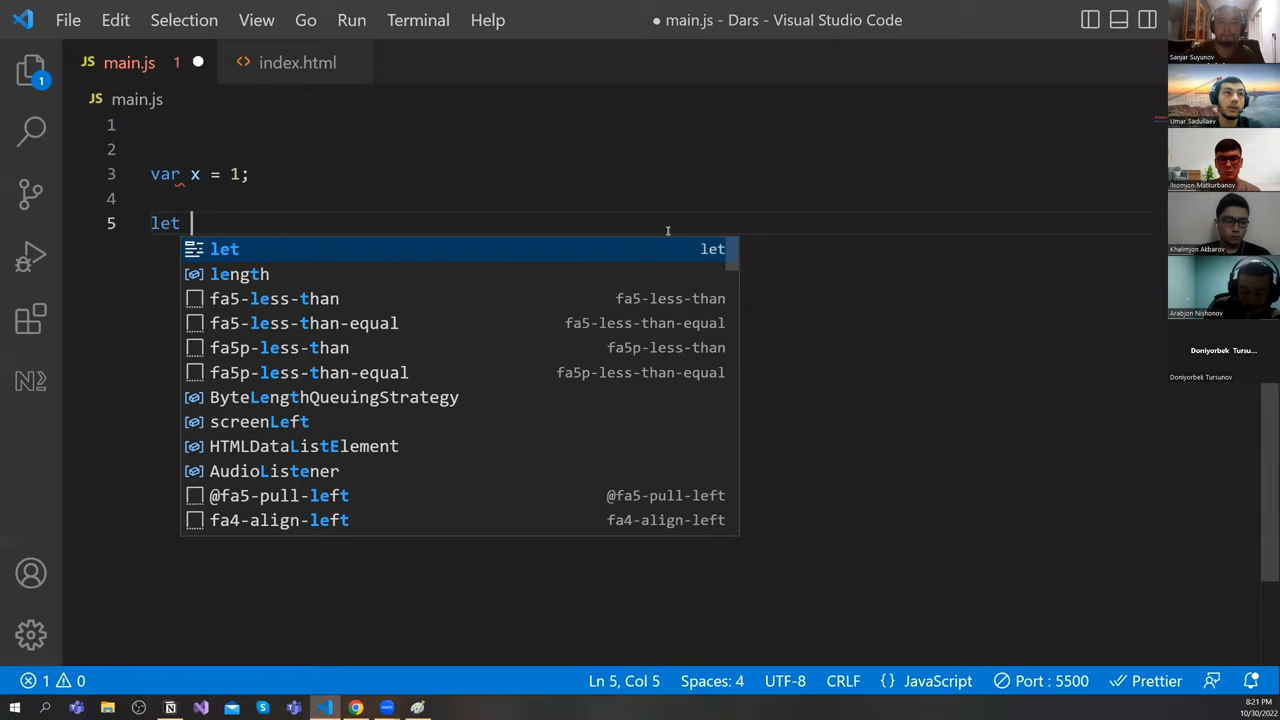 File Edit Selection View Go Run Terminal Help
● main.js - Dars - Visual Studio Code
JS main.js 1 ●
<> index.html
JS main.js
1
2
3 var x = 1;
4
5 let
let let
length
fa5-less-than fa5-less-than
fa5-less-than-equal fa5-less-than-equal
fa5p-less-than fa5p-less-than
fa5p-less-than-equal fa5p-less-than-equal
ByteLengthQueuingStrategy
screenLeft
HTMLDataListElement
AudioListener
@fa5-pull-left @fa5-pull-left
fa4-align-left fa4-align-left
1
Sanjar Suyunov
Umar Sadullaev
Ilxomjon Matkurbanov
Khalimjon Akbarov
Arabjon Nishonov
Doniyorbek Tursu...
Doniyorbek Tursunov
1 0
Ln 5, Col 5 Spaces: 4 UTF-8 CRLF {} JavaScript Port : 5500 Prettier
8:21 PM
10/30/2022